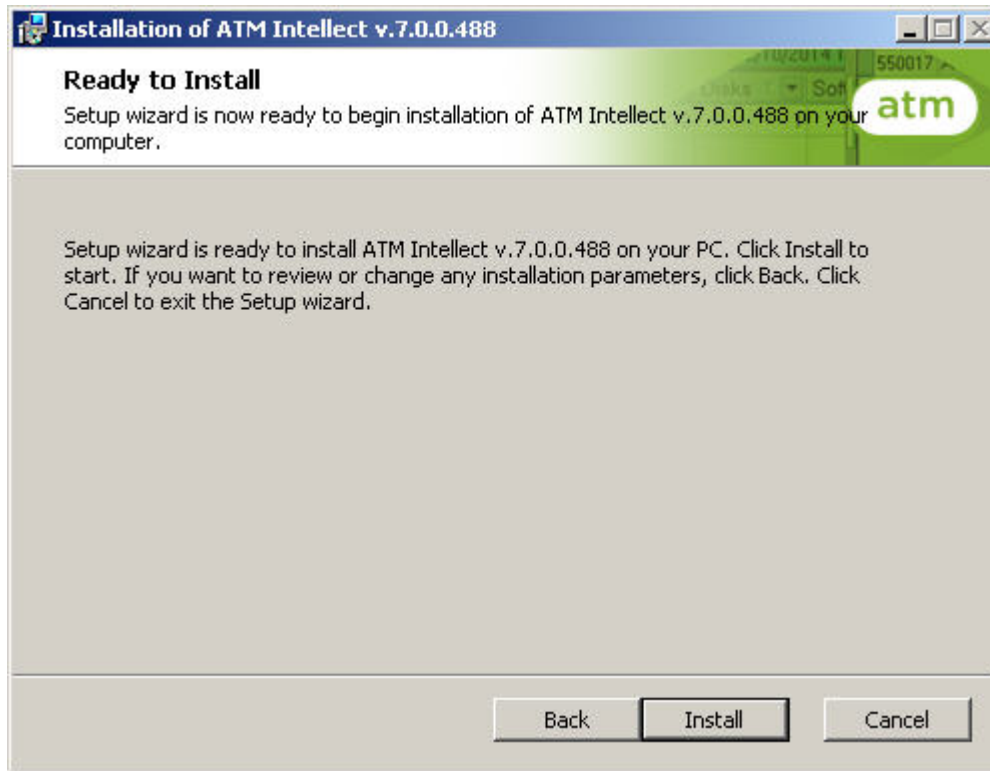 Installation of ATM Intellect v.7.0.0.488
Ready to Install
Setup wizard is now ready to begin installation of ATM Intellect v.7.0.0.488 on your
computer.
550017
atm
Setup wizard is ready to install ATM Intellect v.7.0.0.488 on your PC. Click Install to
start. If you want to review or change any installation parameters, click Back. Click
Cancel to exit the Setup wizard.
Back Install Cancel